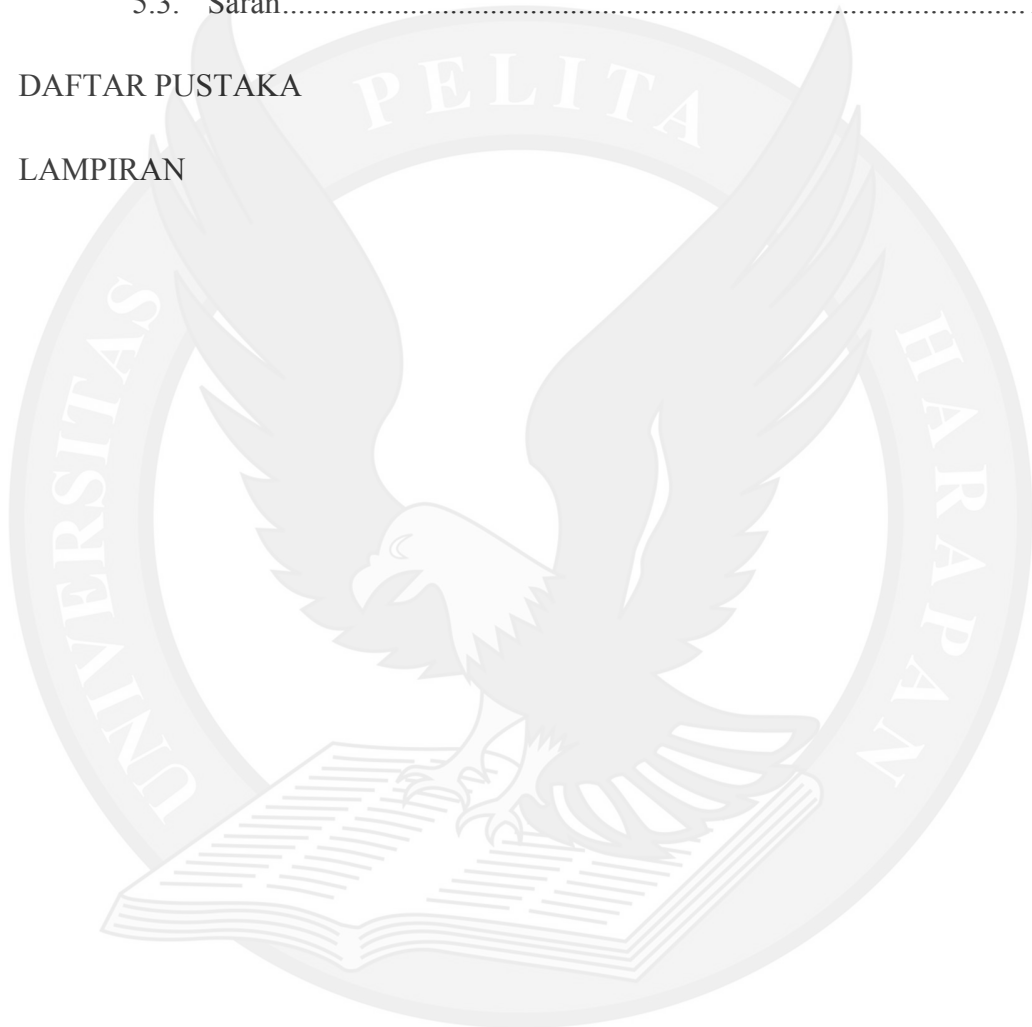 5.3. Saran........................................................................................
DAFTAR PUSTAKA
LAMPIRAN
UNIVERSITAS PELITA HARAPAN